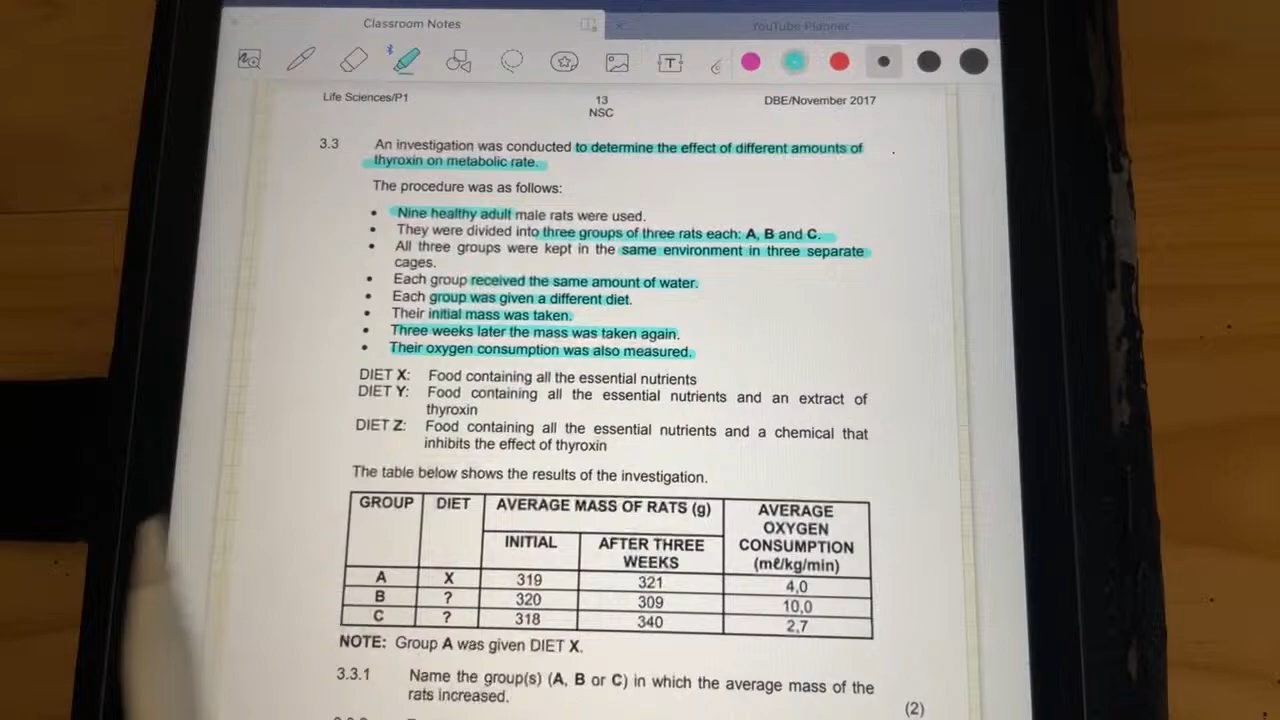 Classroom Notes
YouTube Planner
T
Life Sciences/P1
13
NSC
DBE/November 2017
3.3 An investigation was conducted to determine the effect of different amounts of
thyroxin on metabolic rate.
The procedure was as follows:
• Nine healthy adult male rats were used.
• They were divided into three groups of three rats each: A, B and C.
• All three groups were kept in the same environment in three separate
cages.
• Each group received the same amount of water.
• Each group was given a different diet.
• Their initial mass was taken.
• Three weeks later the mass was taken again.
• Their oxygen consumption was also measured.
DIET X: Food containing all the essential nutrients
DIET Y: Food containing all the essential nutrients and an extract of
thyroxin
DIET Z: Food containing all the essential nutrients and a chemical that
inhibits the effect of thyroxin
The table below shows the results of the investigation.
GROUP DIET AVERAGE MASS OF RATS (g) AVERAGE
OXYGEN
CONSUMPTION
(mℓ/kg/min)
INITIAL AFTER THREE
WEEKS
A X 319 321 4,0
B ? 320 309 10,0
C ? 318 340 2,7
NOTE: Group A was given DIET X.
3.3.1 Name the group(s) (A, B or C) in which the average mass of the
rats increased.
(2)